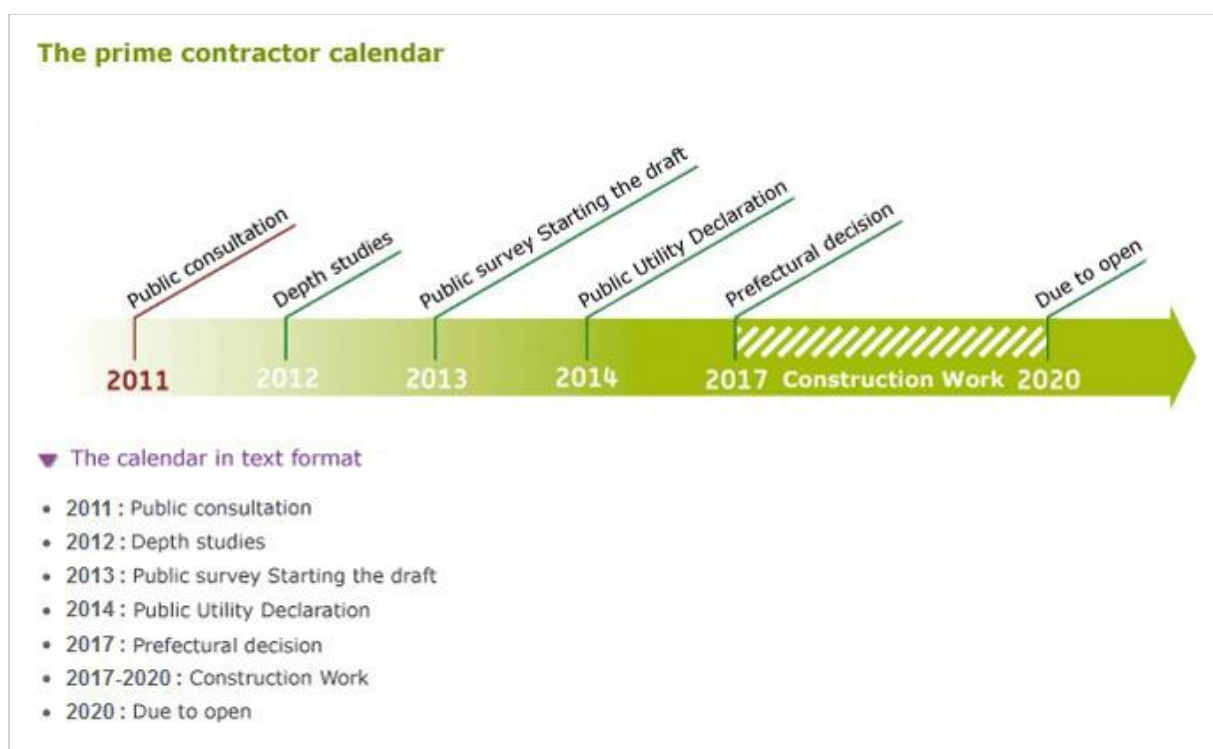 The prime contractor calendar
Public consultation
Depth studies
Public survey Starting the draft
Public Utility Declaration
Prefectural decision
Due to open
2011
2012
2013
2014
2017 Construction Work 2020
The calendar in text format
• 2011 : Public consultation
• 2012 : Depth studies
• 2013 : Public survey Starting the draft
• 2014 : Public Utility Declaration
• 2017 : Prefectural decision
• 2017-2020 : Construction Work
• 2020 : Due to open